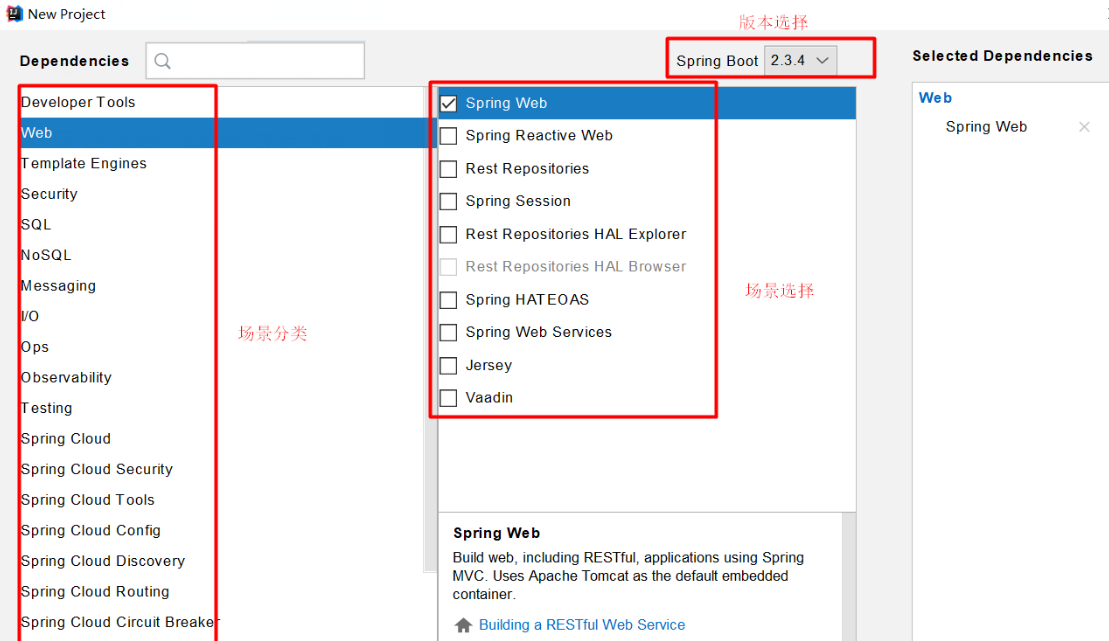 New Project
版本选择
Dependencies
Spring Boot 2.3.4
Selected Dependencies
Developer Tools
Web
Template Engines
Security
SQL
NoSQL
Messaging
I/O
Ops
Observability
Testing
Spring Cloud
Spring Cloud Security
Spring Cloud Tools
Spring Cloud Config
Spring Cloud Discovery
Spring Cloud Routing
Spring Cloud Circuit Breaker
场景分类
Spring Web
Spring Reactive Web
Rest Repositories
Spring Session
Rest Repositories HAL Explorer
Rest Repositories HAL Browser
Spring HATEOAS
Spring Web Services
Jersey
Vaadin
场景选择
Spring Web
Build web, including RESTful, applications using Spring
MVC. Uses Apache Tomcat as the default embedded
container.
Building a RESTful Web Service
Web
Spring Web